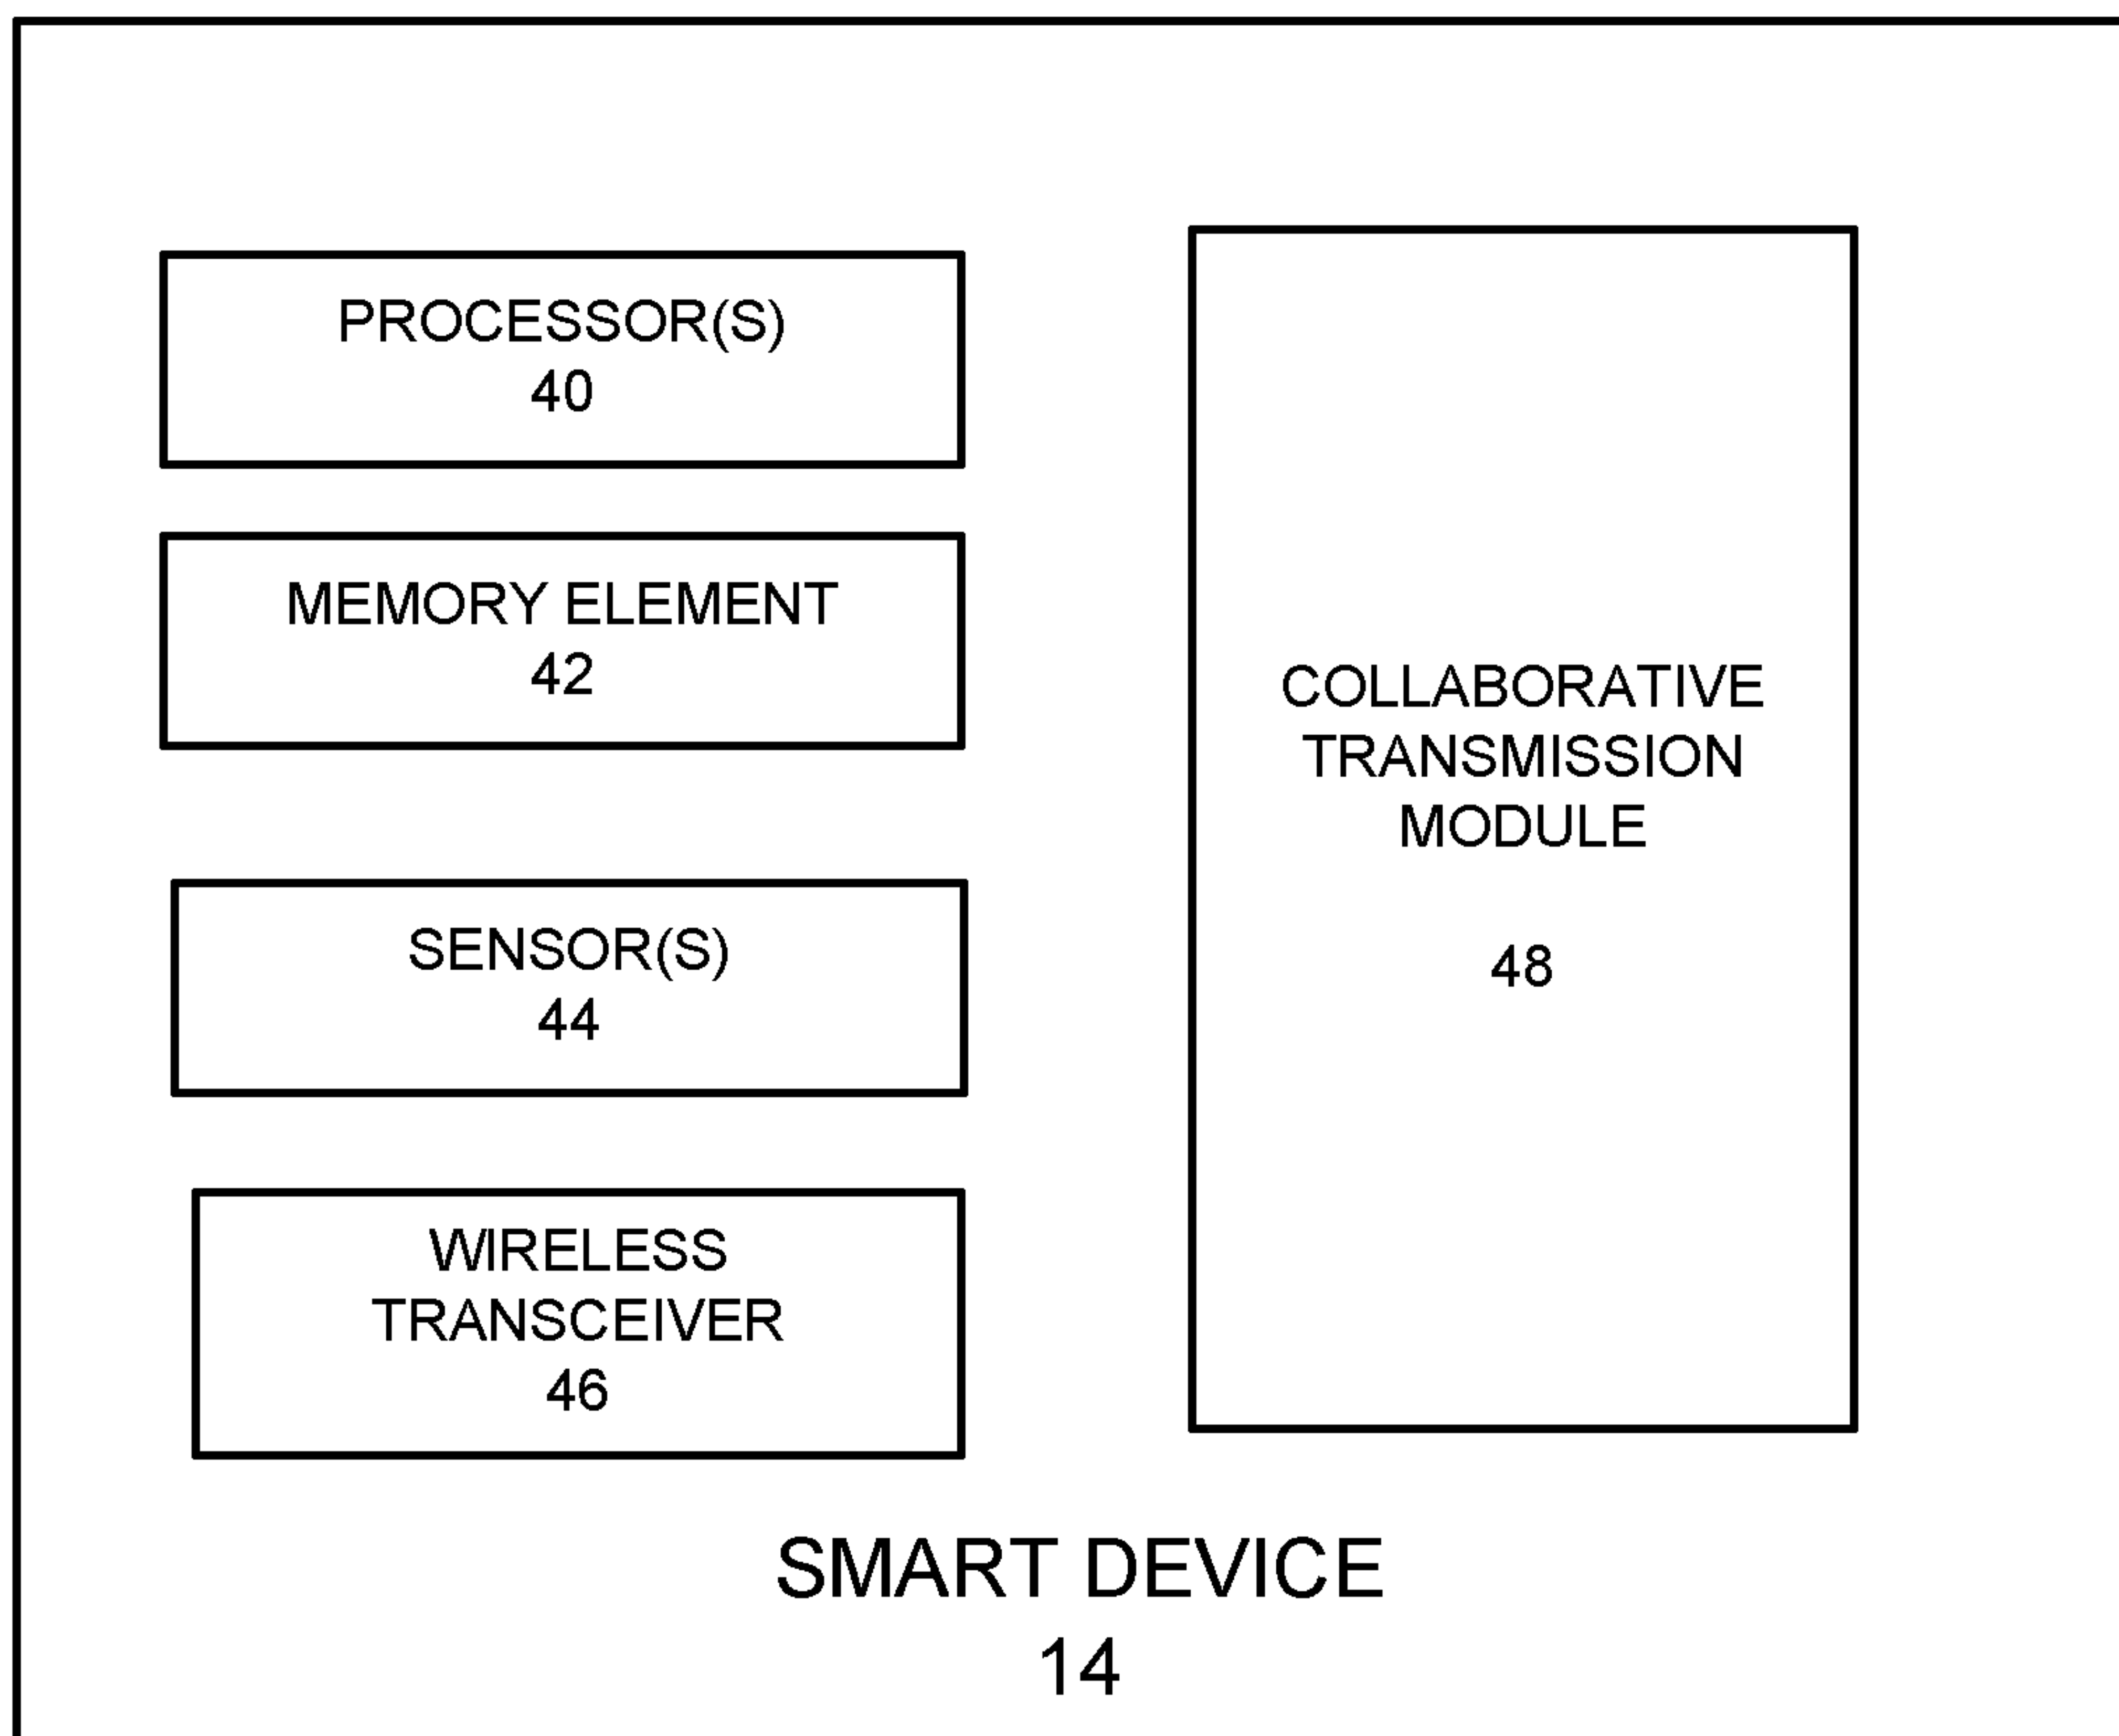 PROCESSOR(S)
40
MEMORY ELEMENT
42
SENSOR(S)
44
WIRELESS
TRANSCEIVER
46
COLLABORATIVE
TRANSMISSION
MODULE
48
SMART DEVICE
14